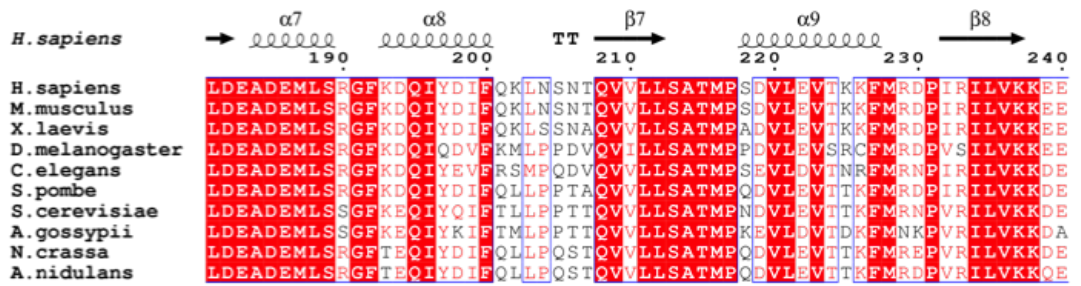 α7 α8 β7 α9 β8
H.sapiens TT
190 200 210 220 230 240
H.sapiens LDEADEMLSRGFKDQIYDIFQKLNSNTQVVLLSATMPSDVLEVTKKFMRDPIRILVKKEE
M.musculus LDEADEMLSRGFKDQIYDIFQKLNSNTQVVLLSATMPSDVLEVTKKFMRDPIRILVKKEE
X.laevis LDEADEMLSRGFKDQIYDIFQKLSSNAQVVLLSATMPADVLEVTKKFMRDPIRILVKKEE
D.melanogaster LDEADEMLSRGFKDQIQDVFKMLPPDVQVILLSATMPPDVLEVSRCFMRDPVSILVKKEE
C.elegans LDEADEMLSRGFKDQIYEVFRSMPQDVQVVLLSATMPSEVLDVTNRFMRNPIRILVKKDE
S.pombe LDEADEMLSRGFKDQIYDIFQLLPPTAQVVLLSATMPQDVLEVTTKFMRDPIRILVKKDE
S.cerevisiae LDEADEMLSSGFKEQIYQIFTLLPPTTQVVLLSATMPNDVLEVTTKFMRNPVRILVKKDE
A.gossypii LDEADEMLSSGFKEQIYKIFTMLPPTTQVVLLSATMPKEVLDVTDKFMNKPVRILVKKDA
N.crassa LDEADEMLSRGFTEQIYDIFQLLPQSTQVVLLSATMPQDVLEVTTKFMREPVRILVKKDE
A.nidulans LDEADEMLSRGFTEQIYDIFQLLPQSTQVVLLSATMPQDVLEVTTKFMRDPVRILVKKQE